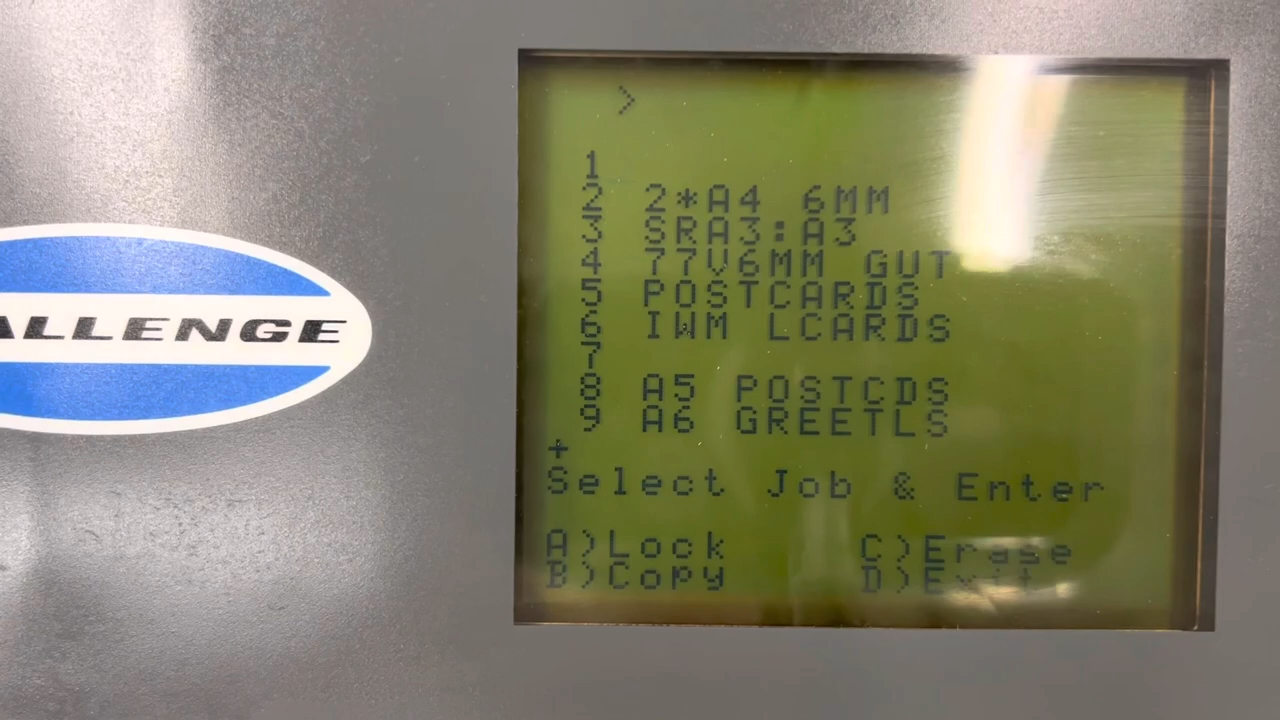 ALLENGE
>
1
2 2*A4 6MM
3 SRA3:A3
4 77V6MM GUT
5 POSTCARDS
6 IWM LCARDS
7
8 A5 POSTCDS
9 A6 GREETLS
+
Select Job & Enter
A)Lock C)Erase
B)Copy D)Exit